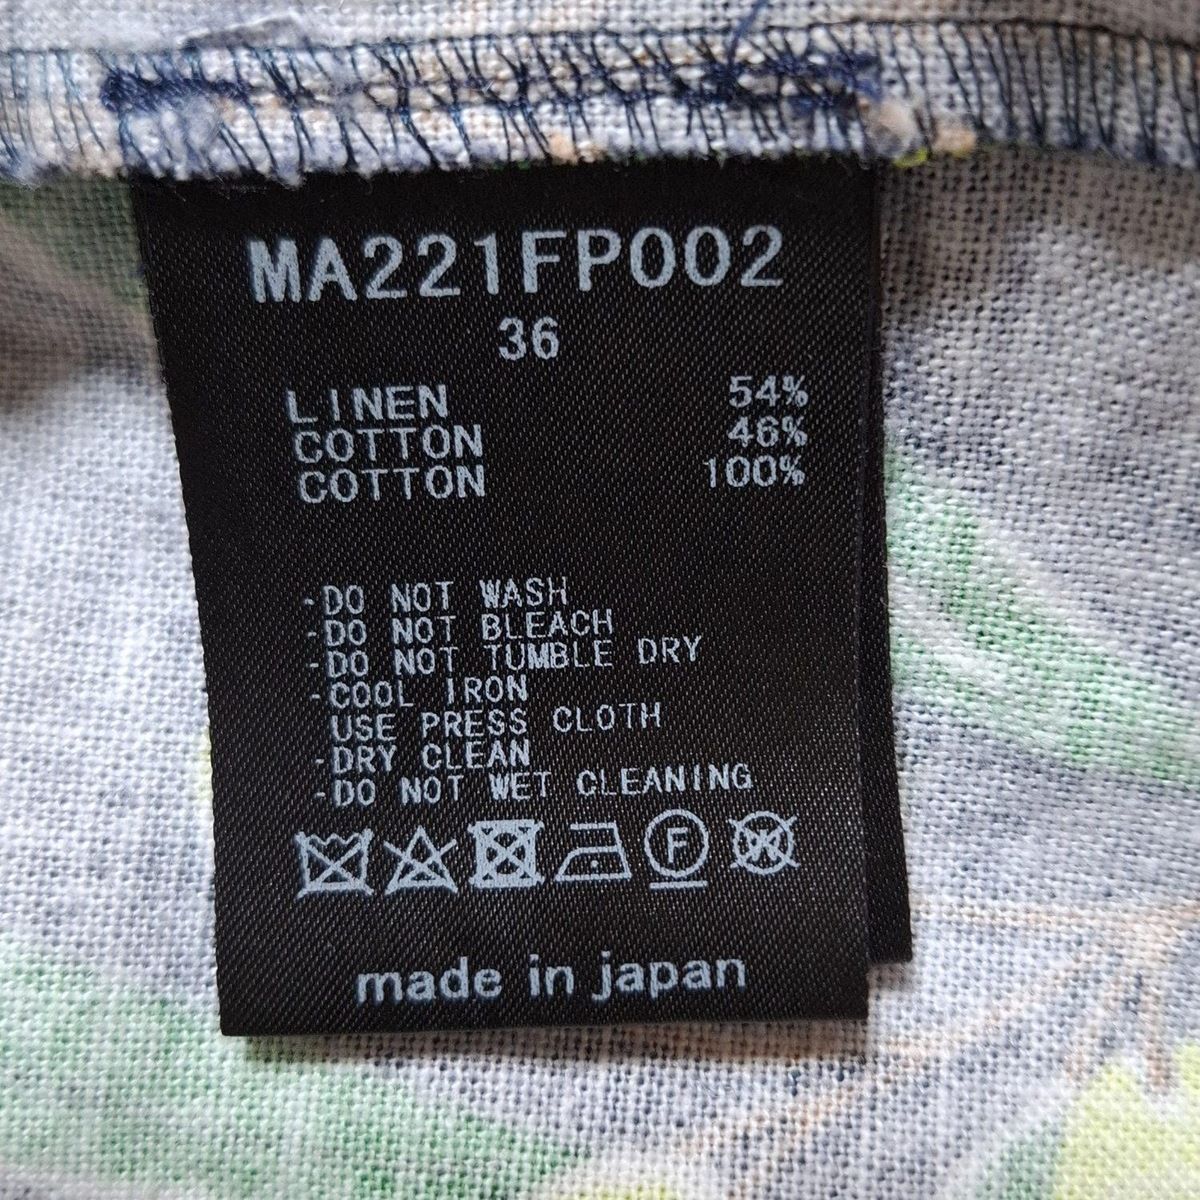 MA221FP002
36
LINEN 54%
COTTON 46%
COTTON 100%
-DO NOT WASH
-DO NOT BLEACH
-DO NOT TUMBLE DRY
-COOL IRON
USE PRESS CLOTH
-DRY CLEAN
-DO NOT WET CLEANING
F W
made in japan